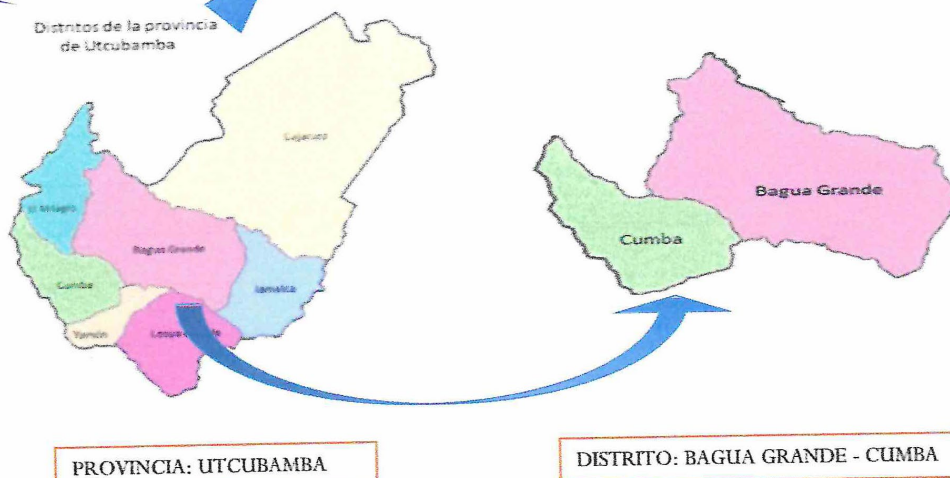 Distritos de la provincia
de Utcubamba
Cajaruro
El Milagro
Bagua Grande
Cumba
Jamalca
Yamón
Bagua Grande
Cumba
PROVINCIA: UTCUBAMBA
DISTRITO: BAGUA GRANDE - CUMBA